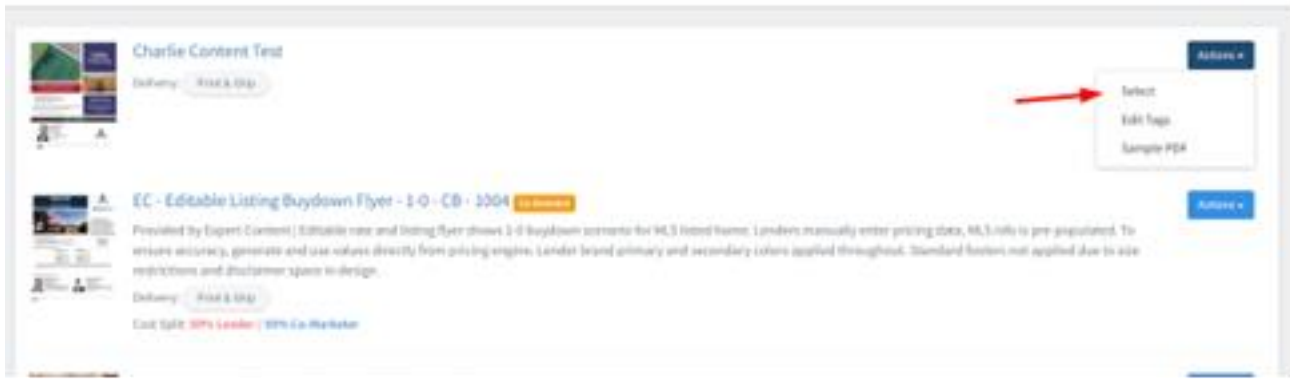 Charlie Content Test
Actions
Delivery: Print & Ship
Select
Edit Tags
Sample PDF
EC - Editable Listing Buydown Flyer - 1-0 - CB - 1004 Co-Branded
Actions
Provided by Expert Content | Editable rate and listing flyer shows 1-0 buydown scenario for MLS listed home. Lenders manually enter pricing data, MLS info is pre-populated. To
ensure accuracy, generate and use values directly from pricing engine. Lender brand primary and secondary colors applied throughout. Standard footers not applied due to size
restrictions and disclaimer space in design.
Delivery: Print & Ship
Cost Split: 50% Lender | 50% Co-Marketer